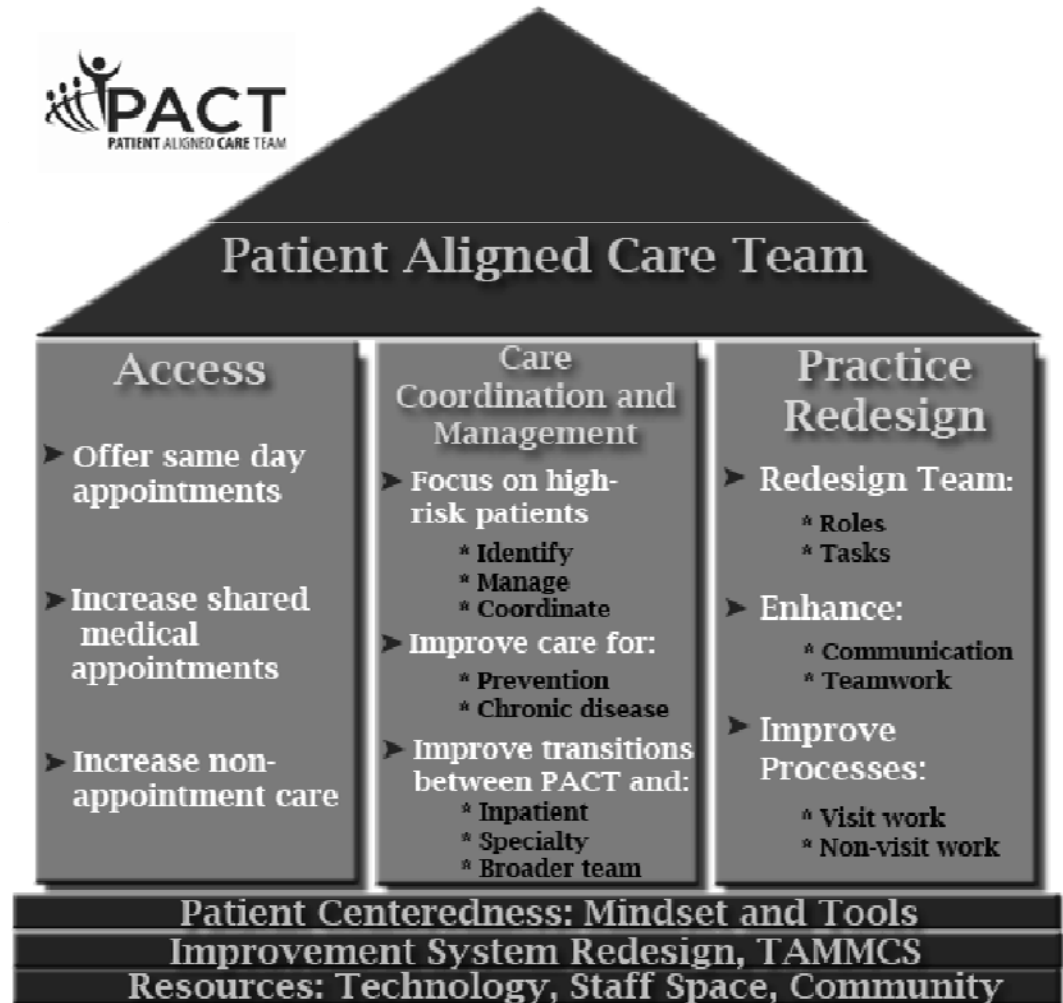 PACT
PATIENT ALIGNED CARE TEAM
Patient Aligned Care Team
Access
➤ Offer same day
appointments
➤ Increase shared
medical
appointments
➤ Increase non-
appointment care
Care
Coordination and
Management
➤ Focus on high-
risk patients
* Identify
* Manage
* Coordinate
➤ Improve care for:
* Prevention
* Chronic disease
➤ Improve transitions
between PACT and:
* Inpatient
* Specialty
* Broader team
Practice
Redesign
➤ Redesign Team:
* Roles
* Tasks
➤ Enhance:
* Communication
* Teamwork
➤ Improve
Processes:
* Visit work
* Non-visit work
Patient Centeredness: Mindset and Tools
Improvement System Redesign, TAMMCS
Resources: Technology, Staff Space, Community